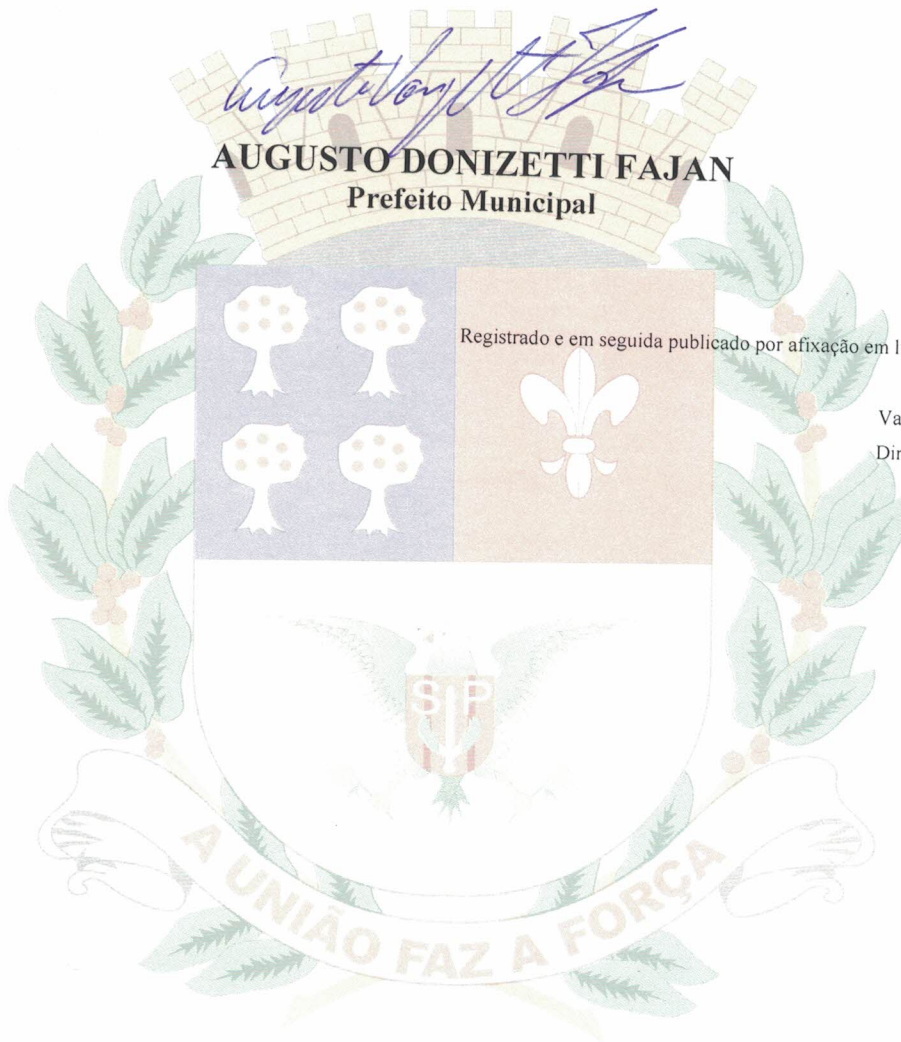 AUGUSTO DONIZETTI FAJAN
Prefeito Municipal
Registrado e em seguida publicado por afixação em l
Va
Dir
S P
A UNIÃO FAZ A FORÇA